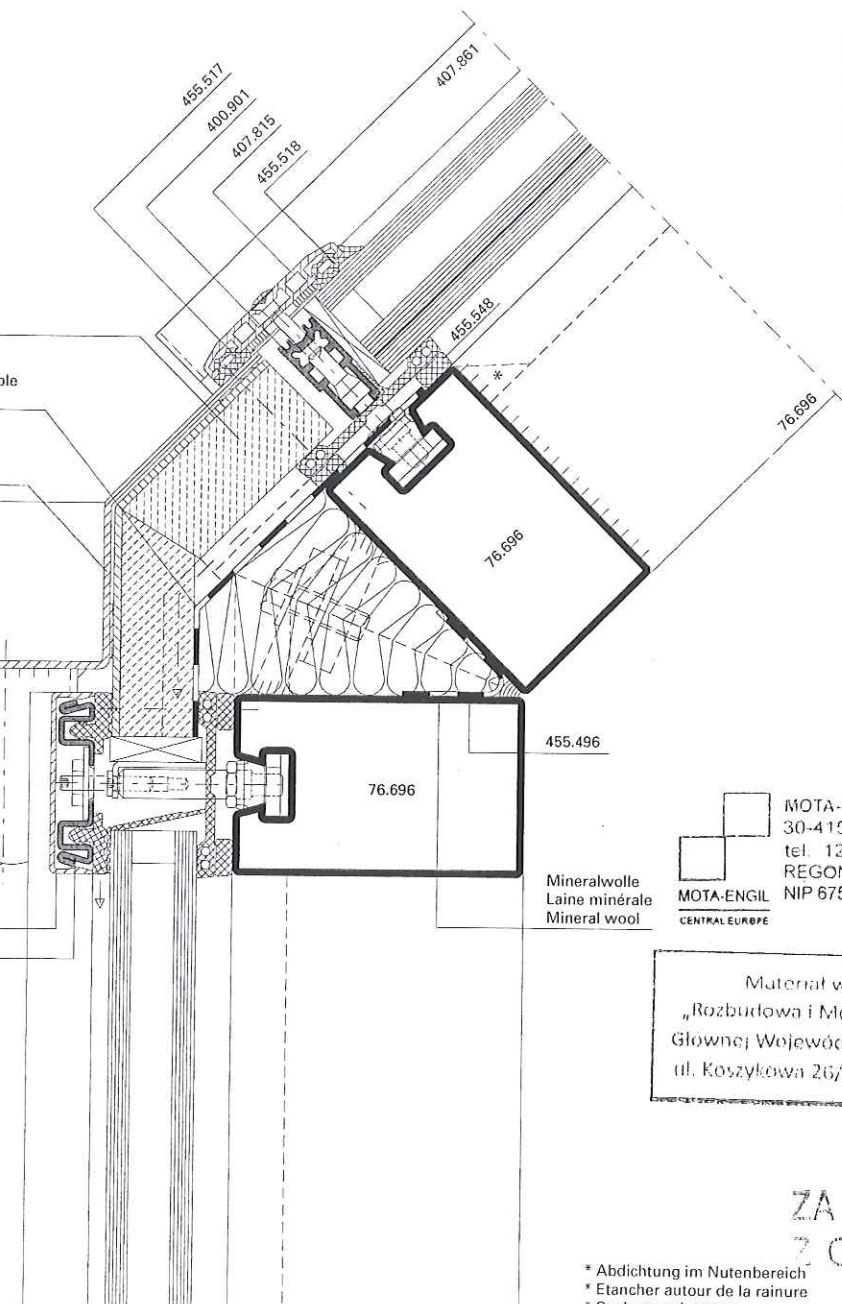 455.517
400.901
407.815
455.518
407.861
455.548
*
76.696
76.696
455.496
76.696
Mineralwolle
Laine minérale
Mineral wool
MOTA-
30-415
tel. 12
REGON
NIP 675
MOTA-ENGIL
CENTRAL EUROPE
Materiał w
„Rozbudowa i Mo
Głównej Wojewód
ul. Koszykowa 26/
ZA
Z
* Abdichtung im Nutenbereich
* Etancher autour de la rainure